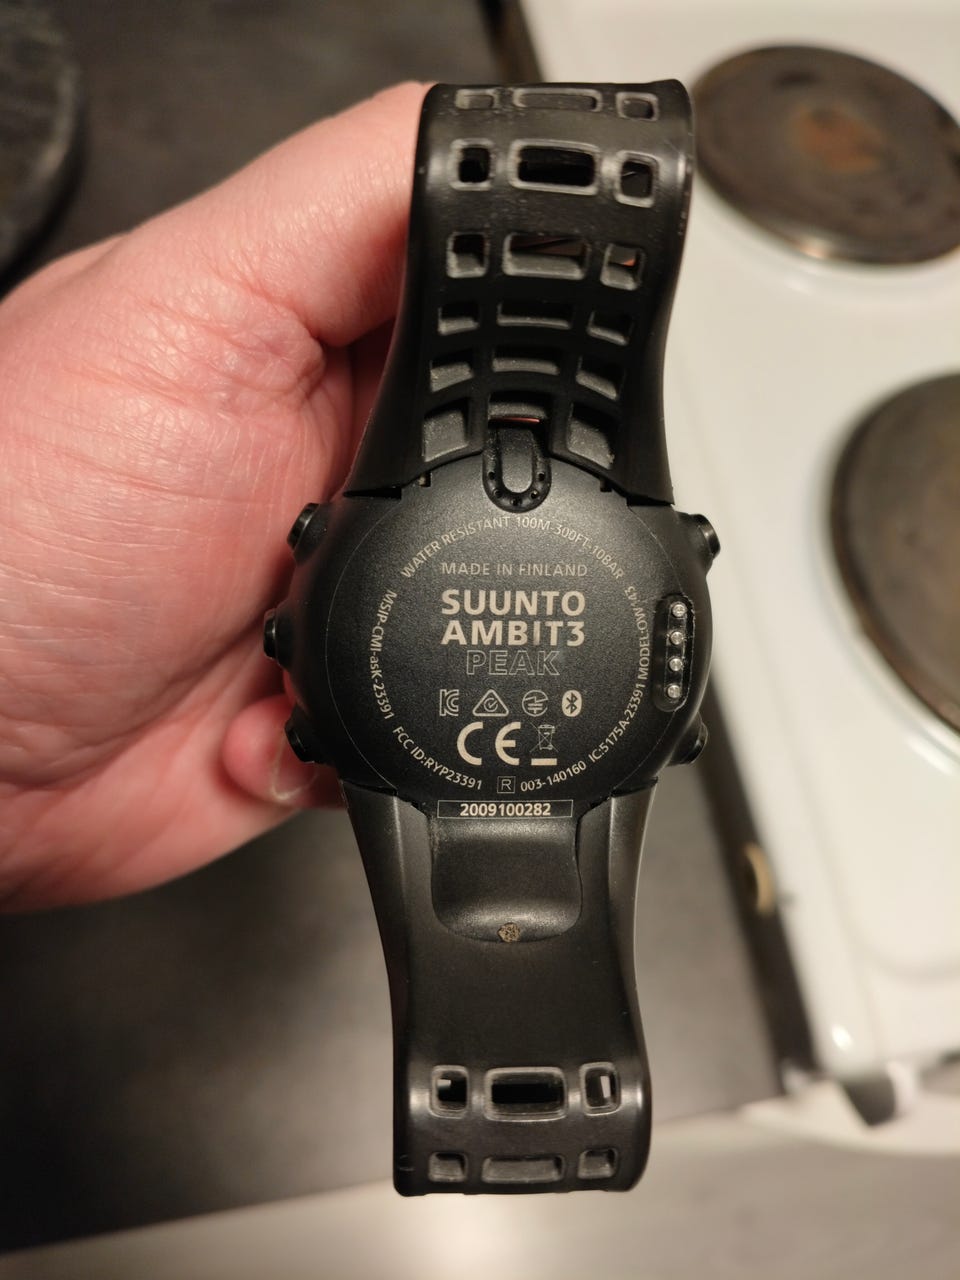 WATER RESISTANT 100M-300FT-10BAR
MADE IN FINLAND
SUUNTO
AMBIT3
PEAK
MSIP-CMI-asK-23391
FCC ID:RYP23391
R 003-140160
IC:5175A-23391
MODEL:OW143
CE
2009100282